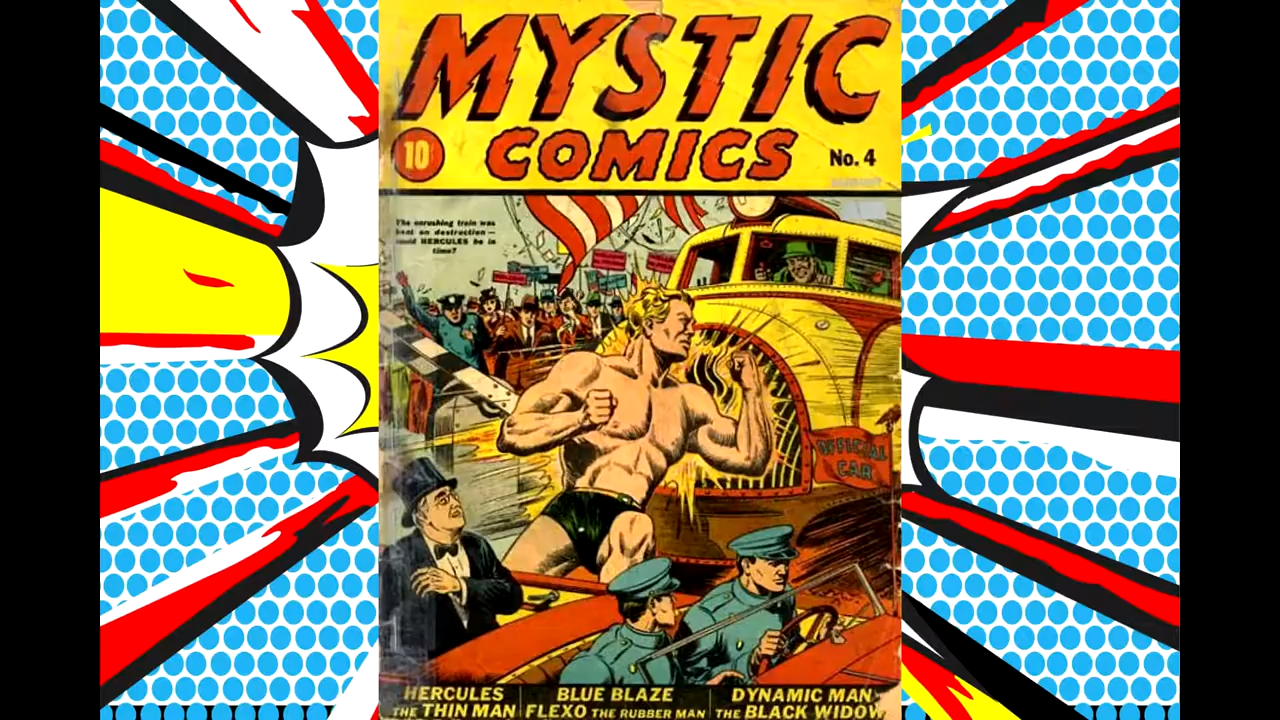 MYSTIC
COMICS
10¢
No. 4
The onrushing train was
bent on destruction —
could HERCULES be in
time?
OFFICIAL
CAR
HERCULES
THE THIN MAN
BLUE BLAZE
FLEXO THE RUBBER MAN
DYNAMIC MAN
THE BLACK WIDOW